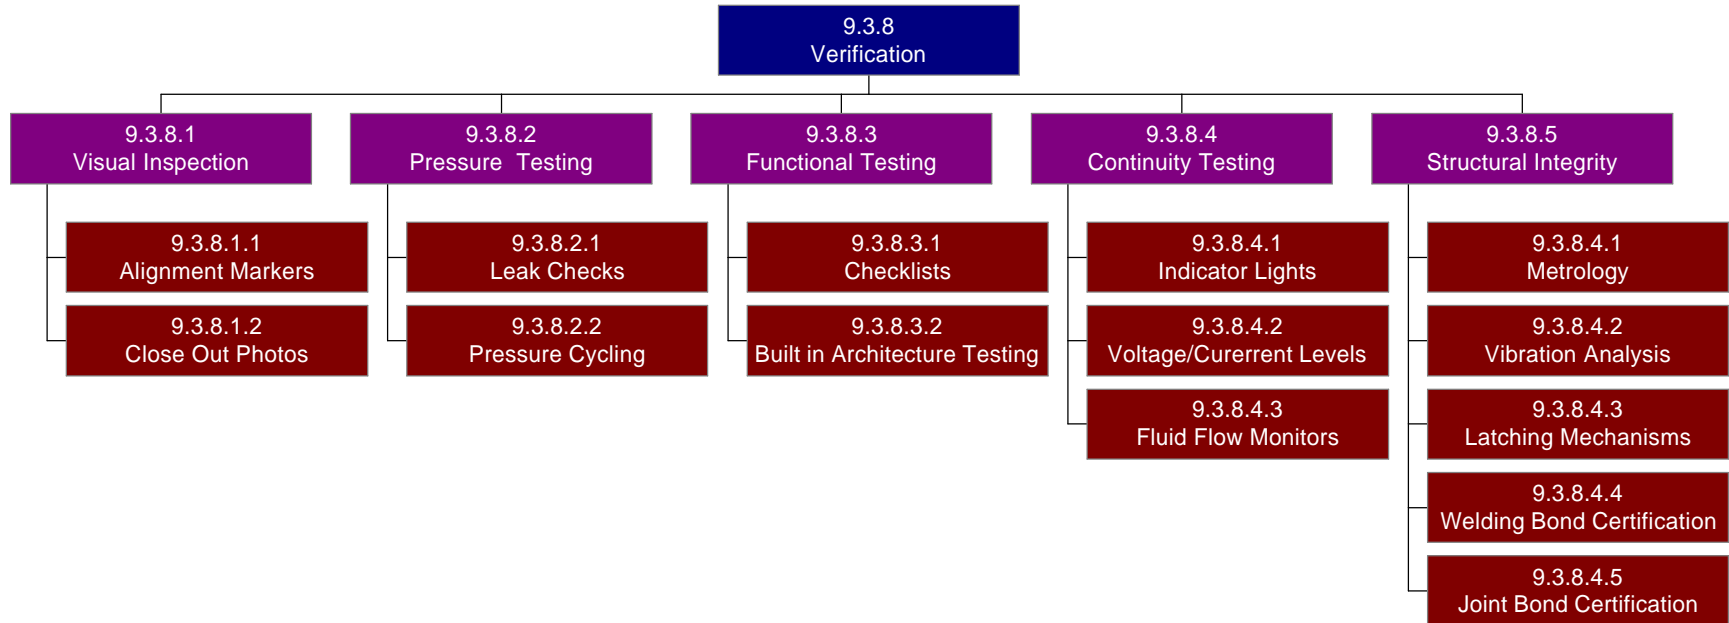 9.3.8
Verification
9.3.8.1
Visual Inspection
9.3.8.2
Pressure  Testing
9.3.8.3
Functional Testing
9.3.8.4
Continuity Testing
9.3.8.5
Structural Integrity
9.3.8.1.1
Alignment Markers
9.3.8.1.2
Close Out Photos
9.3.8.2.1
Leak Checks
9.3.8.2.2
Pressure Cycling
9.3.8.3.1
Checklists
9.3.8.3.2
Built in Architecture Testing
9.3.8.4.1
Indicator Lights
9.3.8.4.2
Voltage/Curerrent Levels
9.3.8.4.3
Fluid Flow Monitors
9.3.8.4.1
Metrology
9.3.8.4.2
Vibration Analysis
9.3.8.4.3
Latching Mechanisms
9.3.8.4.4
Welding Bond Certification
9.3.8.4.5
Joint Bond Certification